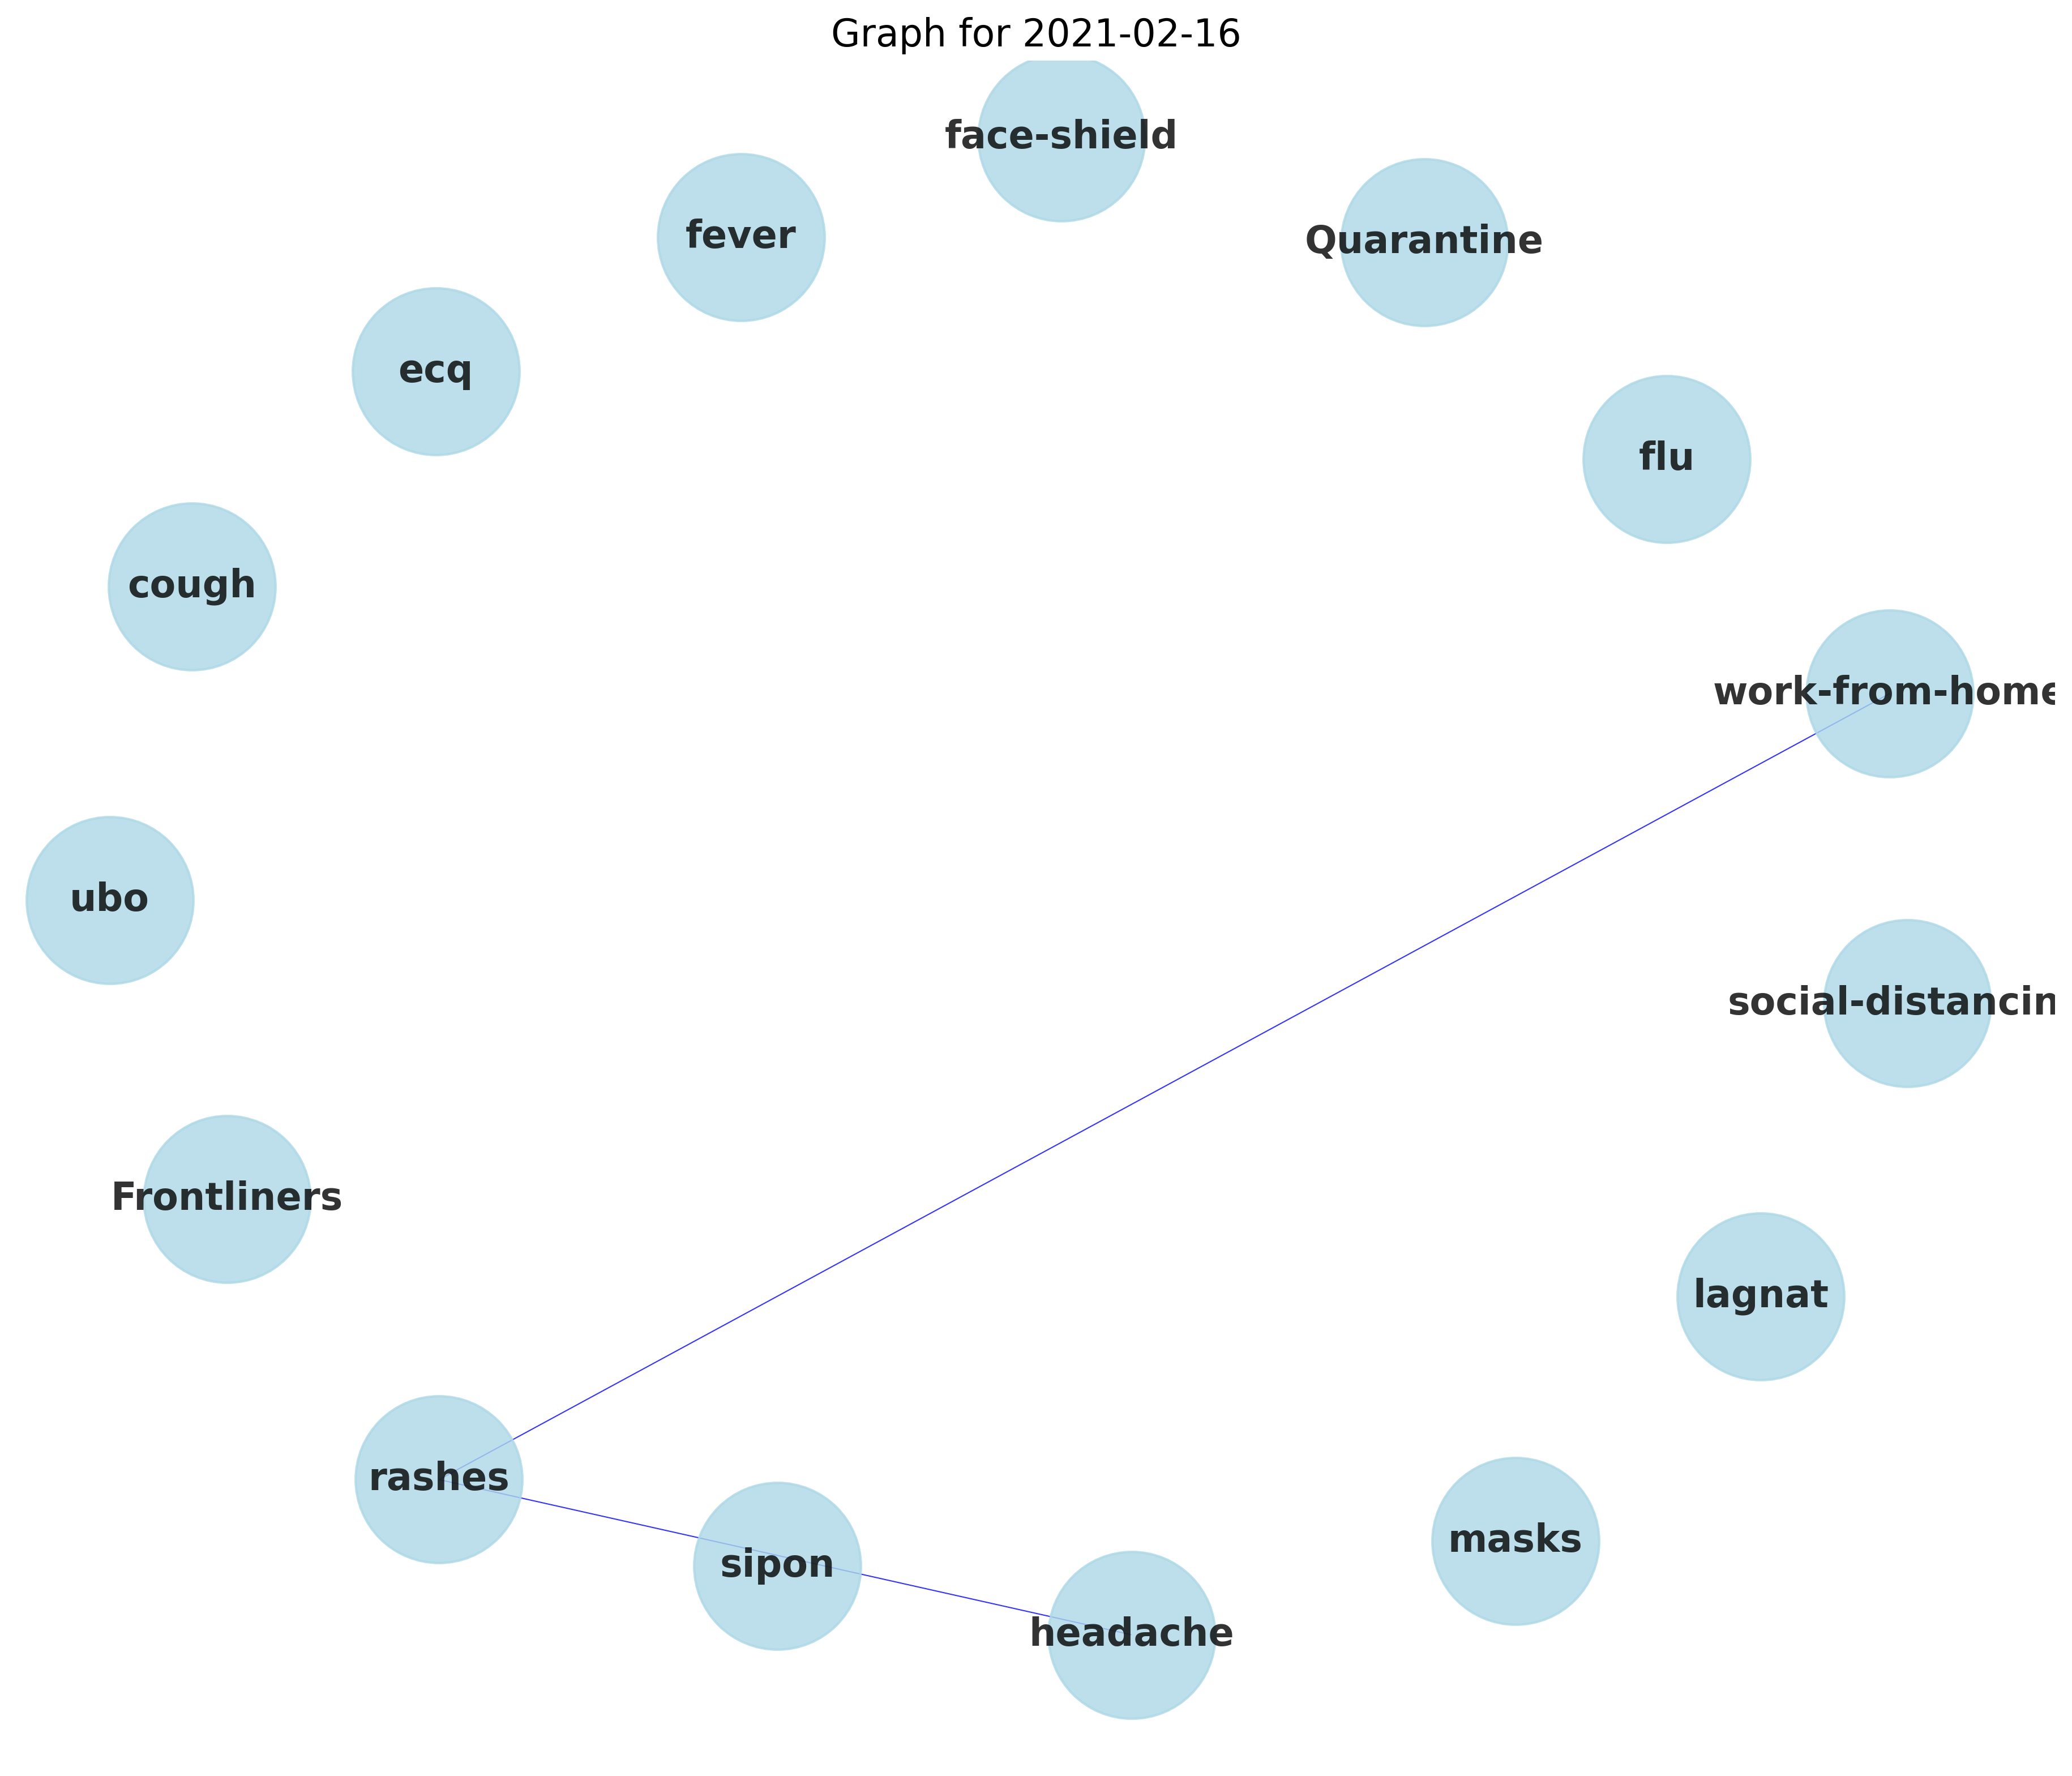 Graph for 2021-02-16
face-shield
fever
Quarantine
ecq
flu
cough
work-from-home
ubo
social-distancin
Frontliners
lagnat
rashes
masks
sipon
headache